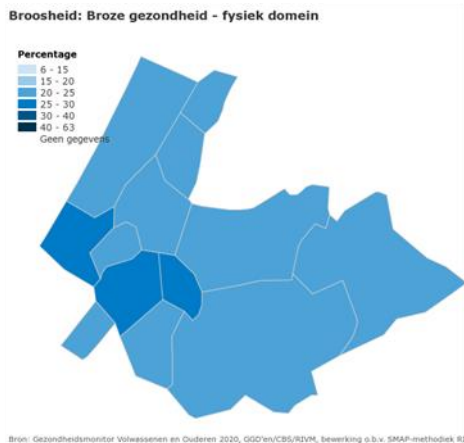 Broosheid: Broze gezondheid - fysiek domein
Percentage
6 - 15
15 - 20
20 - 25
25 - 30
30 - 40
40 - 63
Geen gegevens
Bron: Gezondheidsmonitor Volwassenen en Ouderen 2020, GGD'en/CBS/RIVM, bewerking o.b.v. SMAP-methodiek